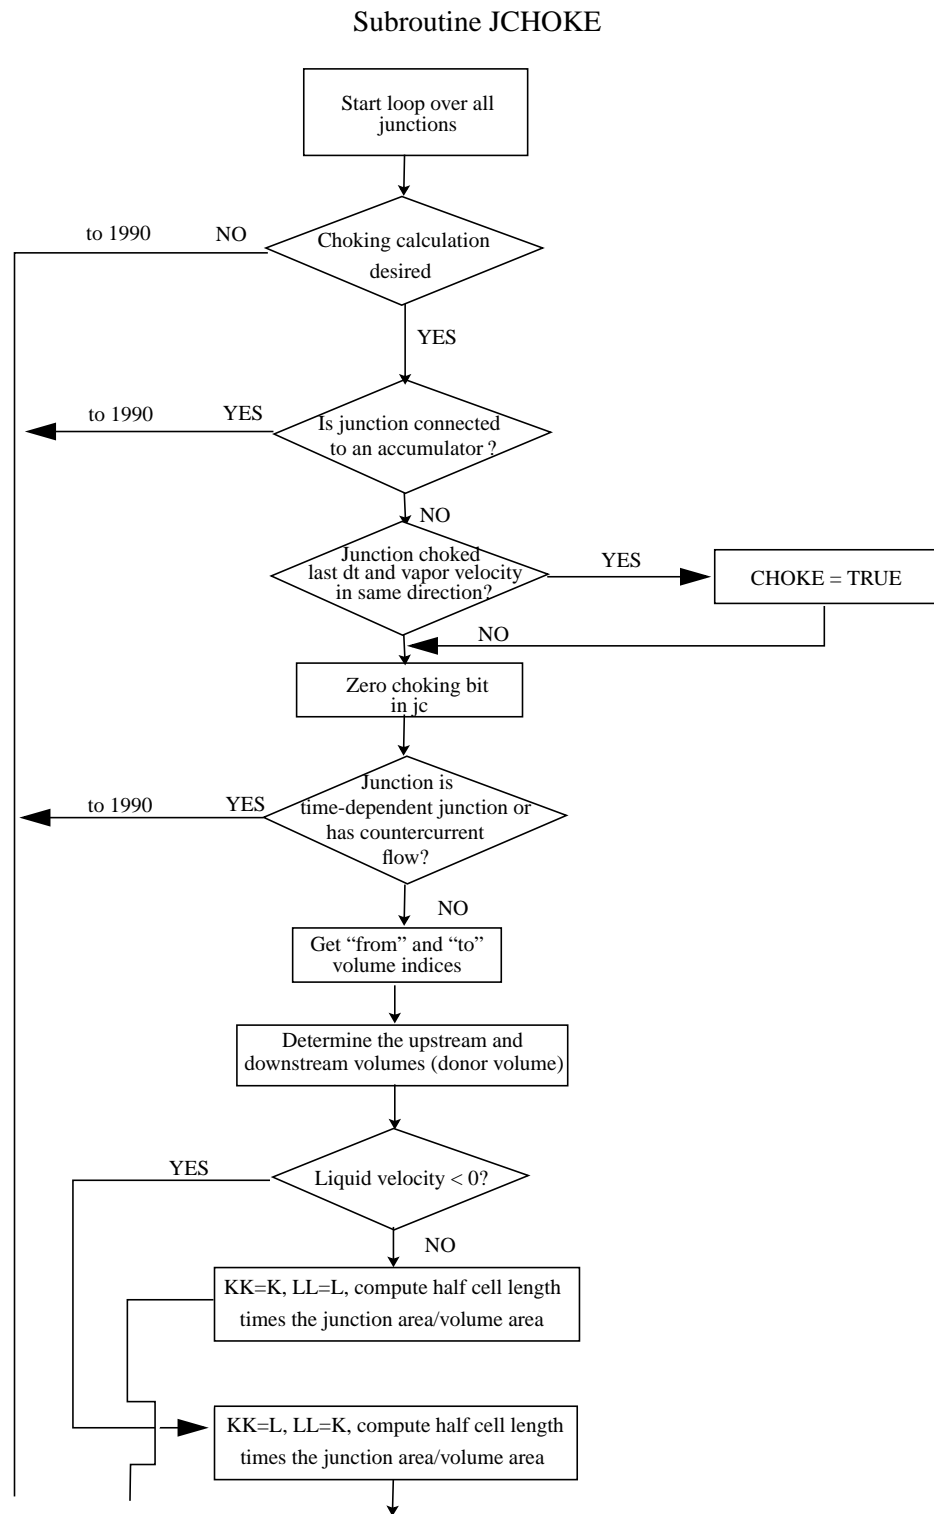 Subroutine JCHOKE
Start loop over all
junctions
to 1990
NO
Choking calculation
desired
YES
to 1990
YES
Is junction connected
to an accumulator ?
NO
Junction choked
last dt and vapor velocity
in same direction?
YES
CHOKE = TRUE
NO
Zero choking bit
in jc
to 1990
YES
Junction is
time-dependent junction or
has countercurrent
flow?
NO
Get “from” and “to”
volume indices
Determine the upstream and
downstream volumes (donor volume)
YES
Liquid velocity < 0?
NO
KK=K, LL=L, compute half cell length
times the junction area/volume area
KK=L, LL=K, compute half cell length
times the junction area/volume area